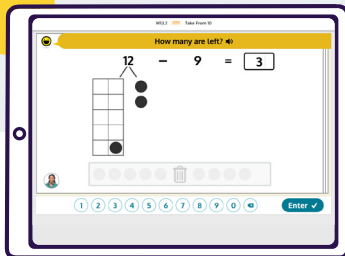 M12L7 Take From 10
How many are left?
12 − 9 = 3
1 2 3 4 5 6 7 8 9 0
Enter ✓